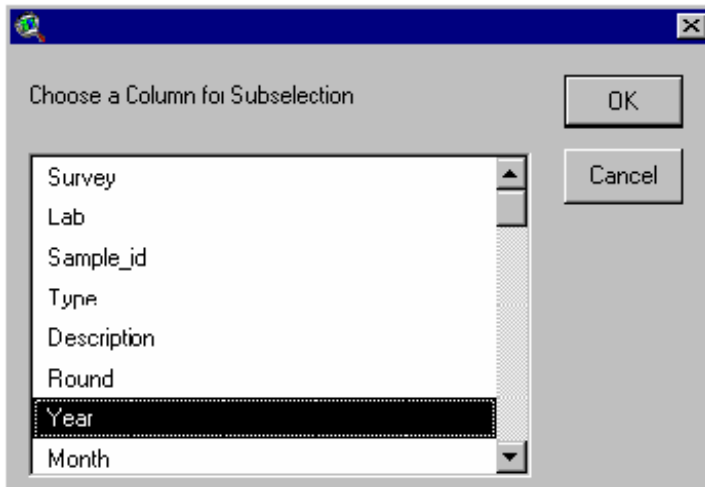 Choose a Column for Subselection
OK
Cancel
Survey
Lab
Sample_id
Type
Description
Round
Year
Month